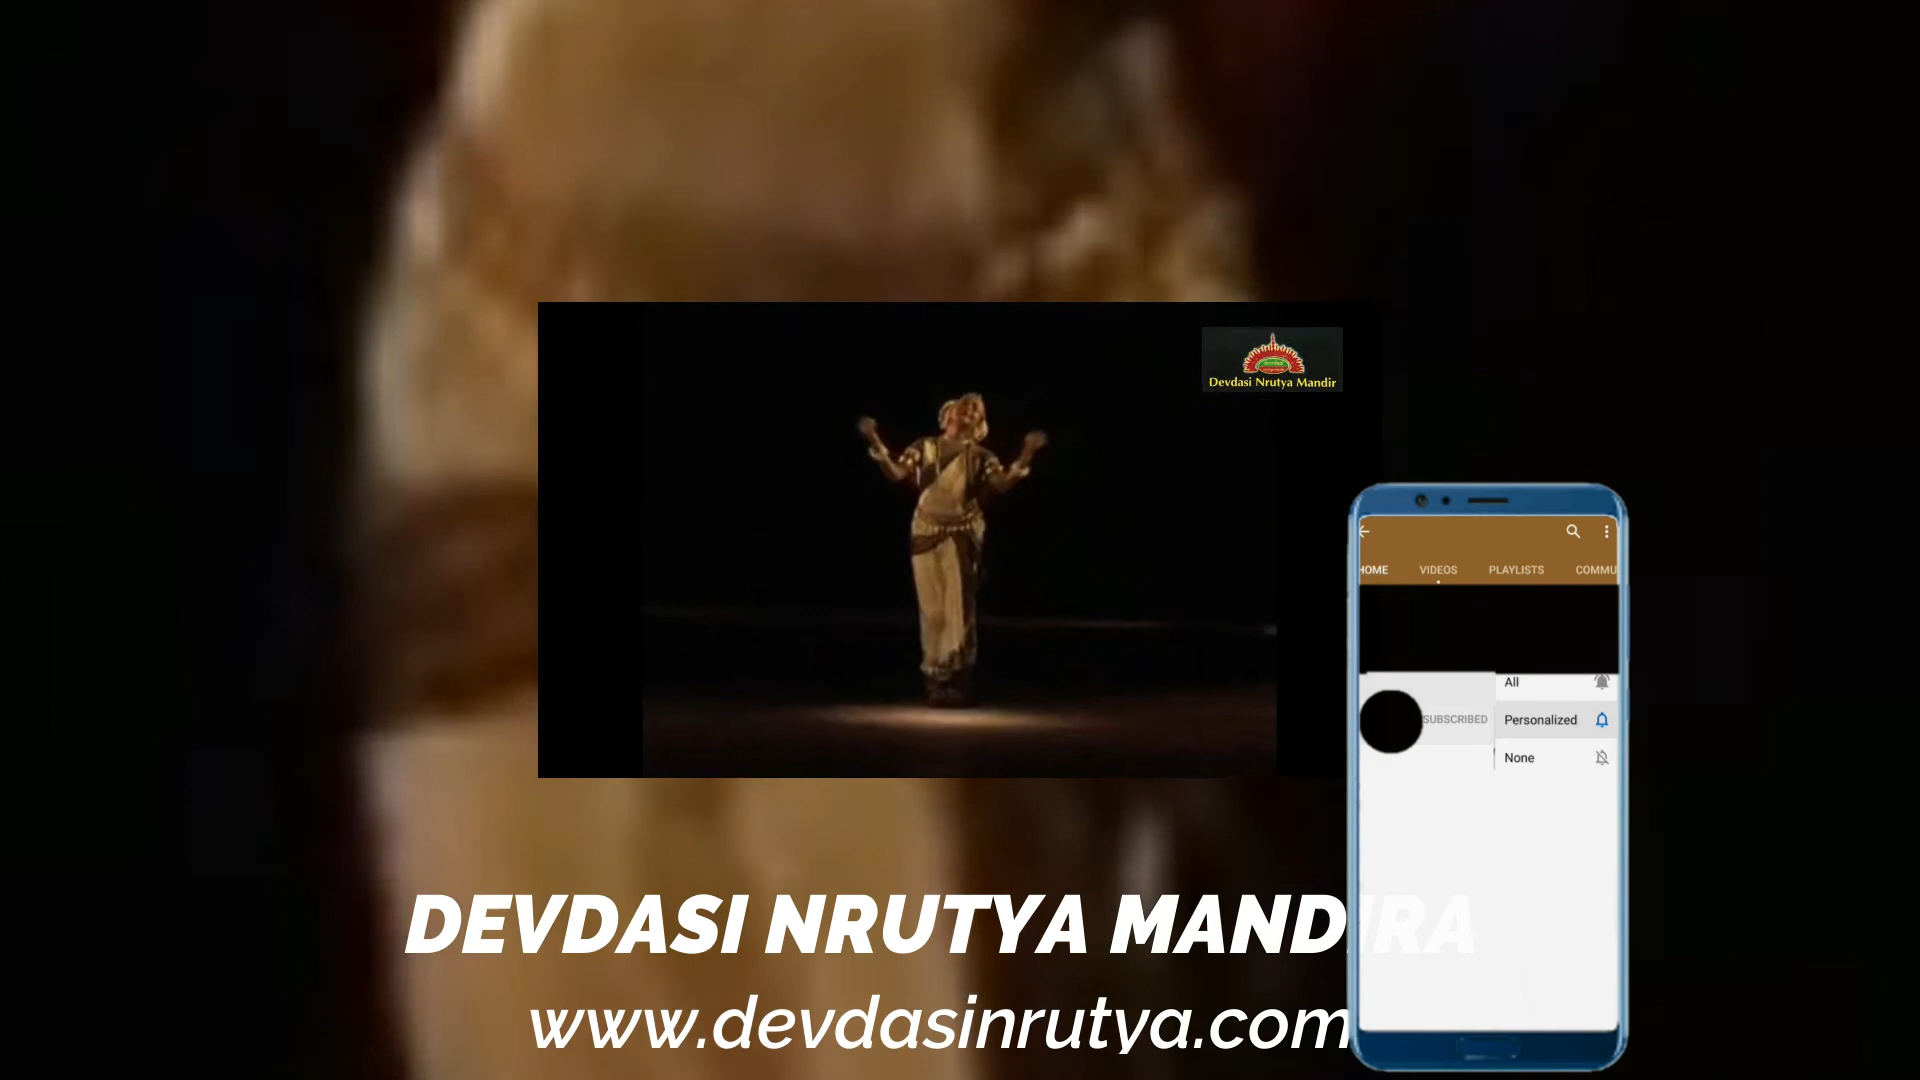 Devdasi Nrutya Mandir
HOME VIDEOS PLAYLISTS COMMU
All
SUBSCRIBED
Personalized
None
DEVDASI NRUTYA MANDIRA
www.devdasinrutya.com